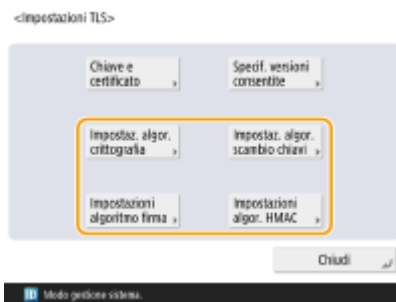 <Impostazioni TLS>
Chiave e
certificato
Specif. versioni
consentite
Impostaz. algor.
crittografia
Impostaz. algor.
scambio chiavi
Impostazioni
algoritmo firma
Impostazioni
algor. HMAC
Chiudi
ID Modo gestione sistema.